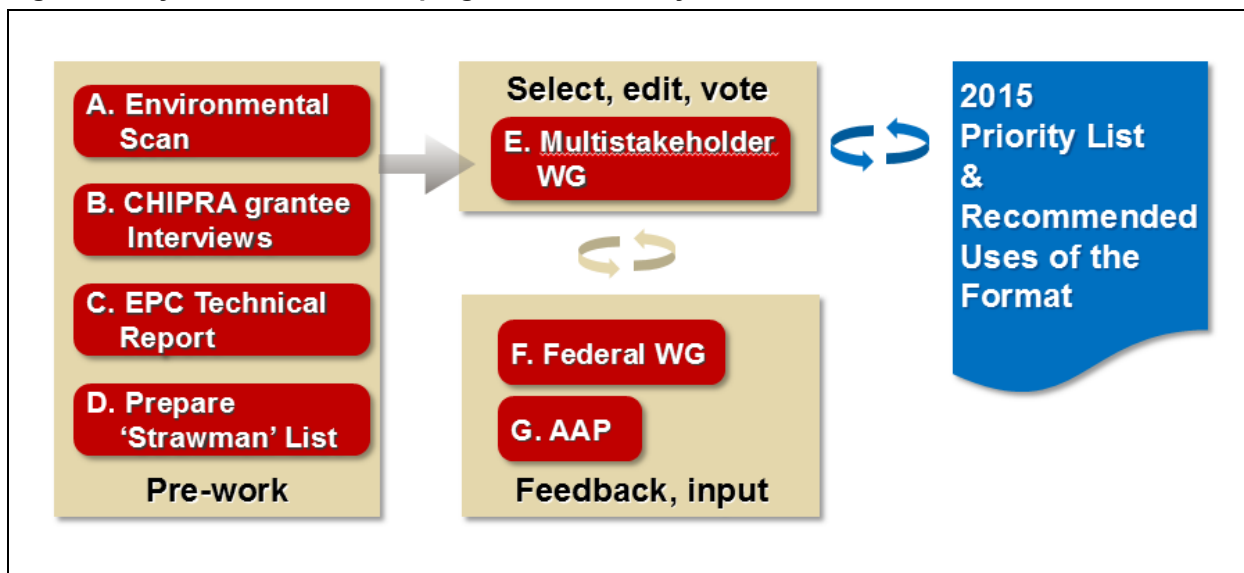 A. Environmental
Scan
B. CHIPRA grantee
Interviews
C. EPC Technical
Report
D. Prepare
‘Strawman’ List
Pre-work
Select, edit, vote
E. Multistakeholder
WG
F. Federal WG
G. AAP
Feedback, input
2015
Priority List
&
Recommended
Uses of the
Format